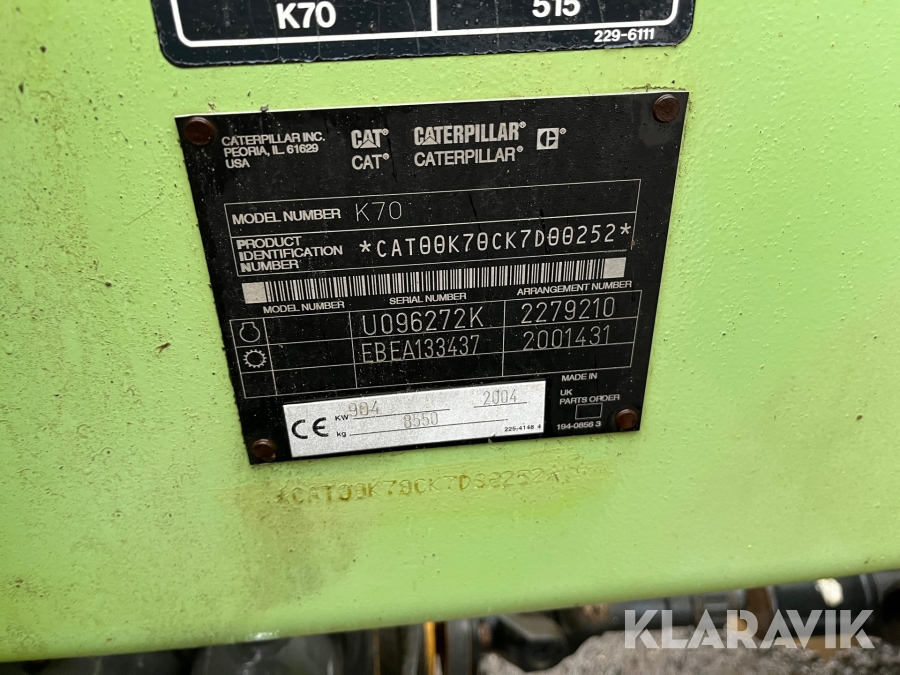 K70 515
229-6111
CATERPILLAR INC.
PEORIA, IL. 61629
USA
CAT® CATERPILLAR®
CAT® CATERPILLAR®
MODEL NUMBER K70
PRODUCT IDENTIFICATION NUMBER *CAT00K70CK7D00252*
MODEL NUMBER SERIAL NUMBER ARRANGEMENT NUMBER
U096272K 2279210
EBEA133437 2001431
MADE IN
UK
PARTS ORDER
194-0856 3
CE KW 904 2004
kg 8550 225-4148 4
*CAT00K70CK7D00252*
KLARAVIK